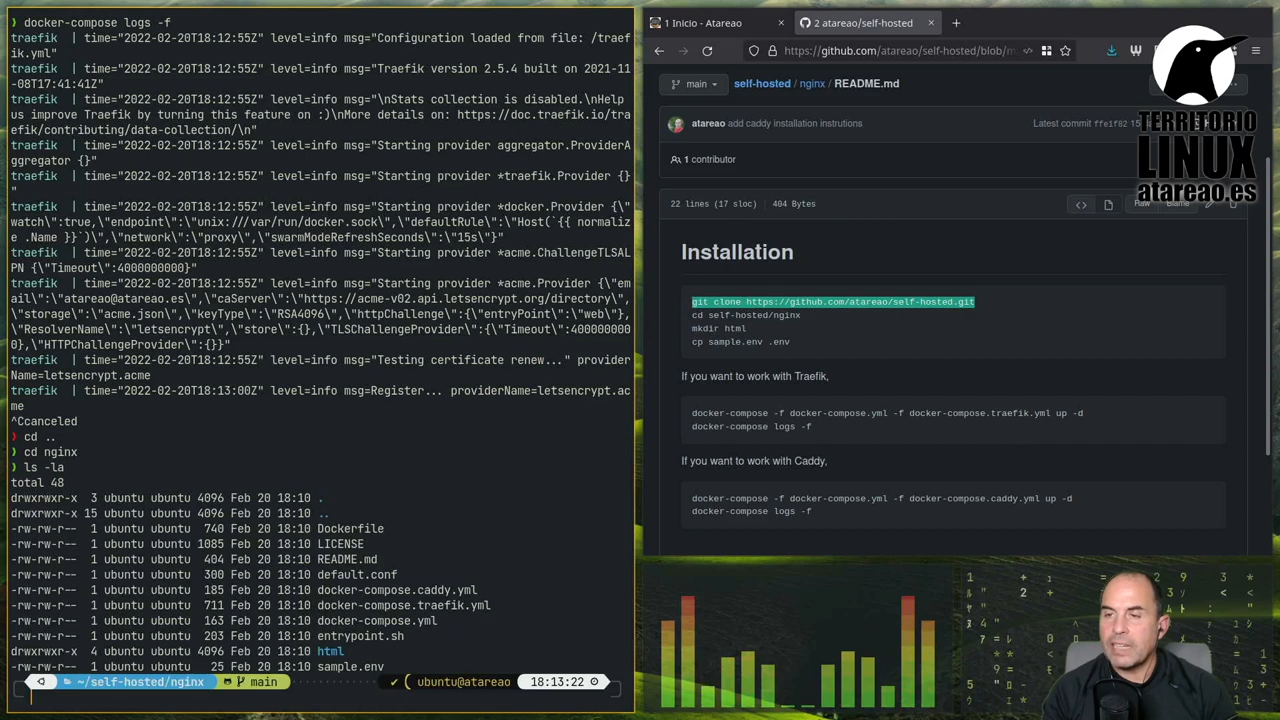 ❯ docker-compose logs -f
traefik | time="2022-02-20T18:12:55Z" level=info msg="Configuration loaded from file: /traef
ik.yml"
traefik | time="2022-02-20T18:12:55Z" level=info msg="Traefik version 2.5.4 built on 2021-11
-08T17:41:41Z"
traefik | time="2022-02-20T18:12:55Z" level=info msg="\nStats collection is disabled.\nHelp
us improve Traefik by turning this feature on :)\nMore details on: https://doc.traefik.io/tra
efik/contributing/data-collection/\n"
traefik | time="2022-02-20T18:12:55Z" level=info msg="Starting provider aggregator.ProviderA
ggregator {}"
traefik | time="2022-02-20T18:12:55Z" level=info msg="Starting provider *traefik.Provider {}
"
traefik | time="2022-02-20T18:12:55Z" level=info msg="Starting provider *docker.Provider {\"
watch\":true,\"endpoint\":\"unix:///var/run/docker.sock\",\"defaultRule\":\"Host(`{{ normaliz
e .Name }}`)\",\"network\":\"proxy\",\"swarmModeRefreshSeconds\":\"15s\"}"
traefik | time="2022-02-20T18:12:55Z" level=info msg="Starting provider *acme.ChallengeTLSAL
PN {\"Timeout\":4000000000}"
traefik | time="2022-02-20T18:12:55Z" level=info msg="Starting provider *acme.Provider {\"em
ail\":\"atareao@atareao.es\",\"caServer\":\"https://acme-v02.api.letsencrypt.org/directory\",
\"storage\":\"acme.json\",\"keyType\":\"RSA4096\",\"httpChallenge\":{\"entryPoint\":\"web\"},
\"ResolverName\":\"letsencrypt\",\"store\":{},\"TLSChallengeProvider\":{\"Timeout\":400000000
0},\"HTTPChallengeProvider\":{}}"
traefik | time="2022-02-20T18:12:55Z" level=info msg="Testing certificate renew..." provider
Name=letsencrypt.acme
traefik | time="2022-02-20T18:13:00Z" level=info msg=Register... providerName=letsencrypt.ac
me
^Ccanceled
❯ cd ..
❯ cd nginx
❯ ls -la
total 48
drwxrwxr-x 3 ubuntu ubuntu 4096 Feb 20 18:10 .
drwxrwxr-x 15 ubuntu ubuntu 4096 Feb 20 18:10 ..
-rw-rw-r-- 1 ubuntu ubuntu 740 Feb 20 18:10 Dockerfile
-rw-rw-r-- 1 ubuntu ubuntu 1085 Feb 20 18:10 LICENSE
-rw-rw-r-- 1 ubuntu ubuntu 404 Feb 20 18:10 README.md
-rw-rw-r-- 1 ubuntu ubuntu 300 Feb 20 18:10 default.conf
-rw-rw-r-- 1 ubuntu ubuntu 185 Feb 20 18:10 docker-compose.caddy.yml
-rw-rw-r-- 1 ubuntu ubuntu 711 Feb 20 18:10 docker-compose.traefik.yml
-rw-rw-r-- 1 ubuntu ubuntu 163 Feb 20 18:10 docker-compose.yml
-rw-rw-r-- 1 ubuntu ubuntu 203 Feb 20 18:10 entrypoint.sh
drwxrwxr-x 4 ubuntu ubuntu 4096 Feb 20 18:10 html
-rw-rw-r-- 1 ubuntu ubuntu 25 Feb 20 18:10 sample.env
~/self-hosted/nginx main ✔ ubuntu@atareao 18:13:22
1 Inicio - Atareao
2 atareao/self-hosted
https://github.com/atareao/self-hosted/blob/m
main self-hosted / nginx / README.md
atareao add caddy installation instrutions
Latest commit ffe1f82 15
1 contributor
22 lines (17 sloc) 404 Bytes
Raw Blame
TERRITORIO
LINUX
atareao.es
Installation
git clone https://github.com/atareao/self-hosted.git
cd self-hosted/nginx
mkdir html
cp sample.env .env
If you want to work with Traefik,
docker-compose -f docker-compose.yml -f docker-compose.traefik.yml up -d
docker-compose logs -f
If you want to work with Caddy,
docker-compose -f docker-compose.yml -f docker-compose.caddy.yml up -d
docker-compose logs -f